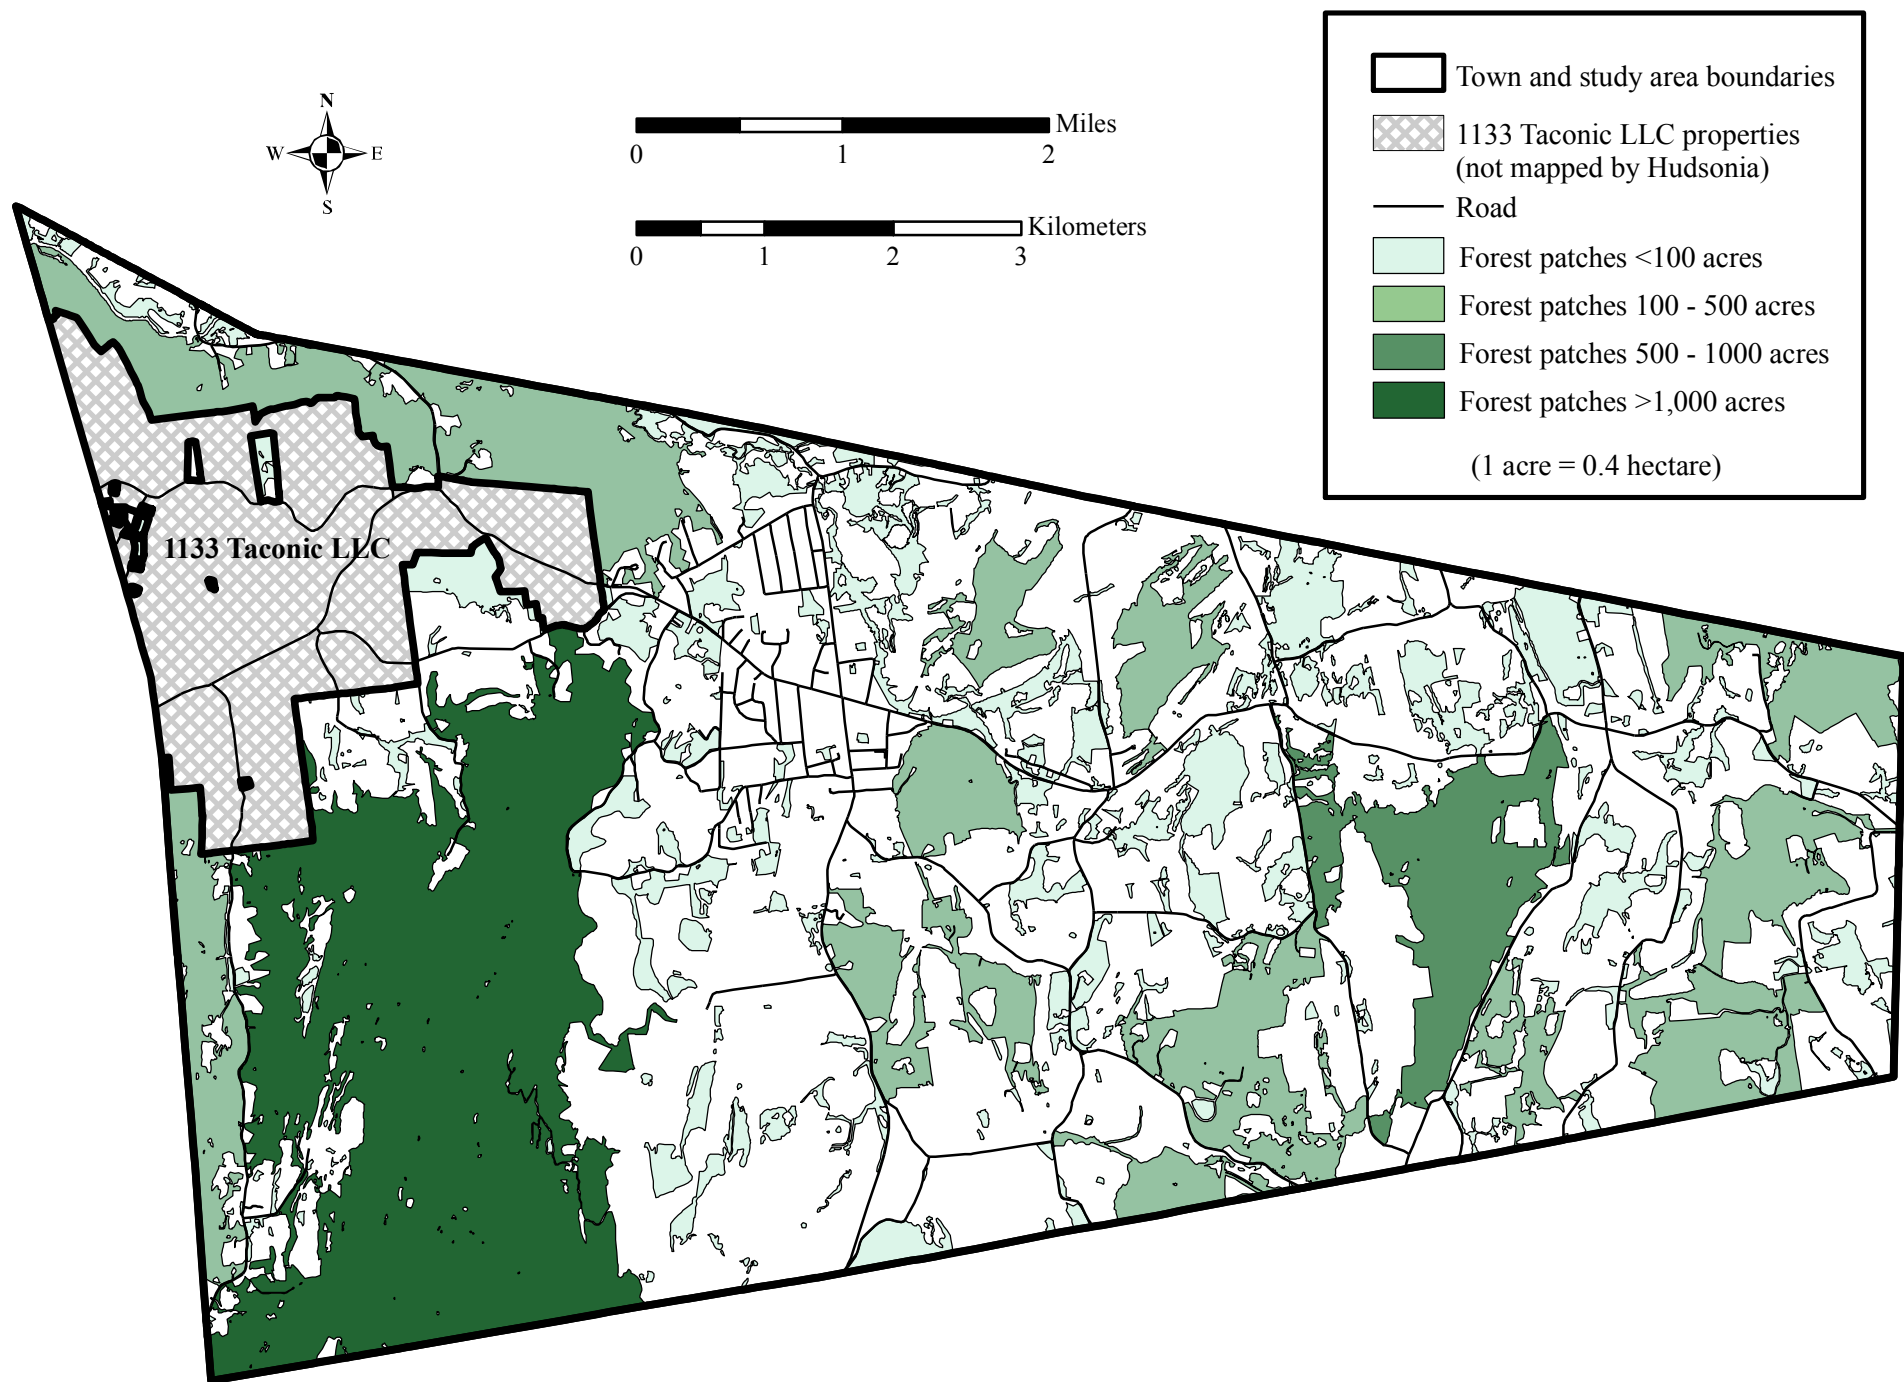 N
W E
S
Miles
0 1 2
Kilometers
0 1 2 3
Town and study area boundaries
1133 Taconic LLC properties
(not mapped by Hudsonia)
Road
Forest patches <100 acres
Forest patches 100 - 500 acres
Forest patches 500 - 1000 acres
Forest patches >1,000 acres
(1 acre = 0.4 hectare)
1133 Taconic LLC